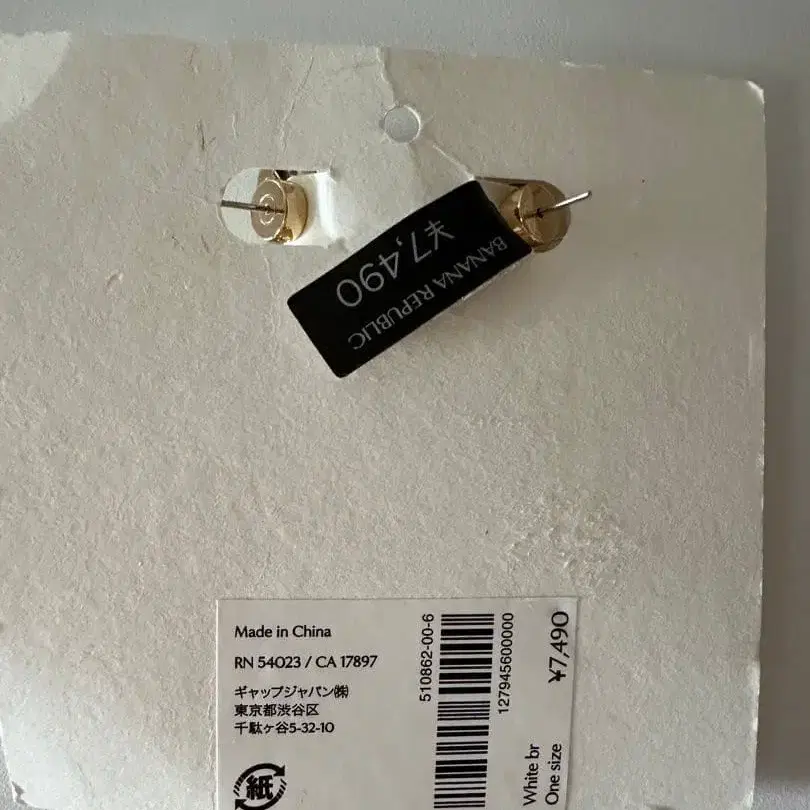 ¥7,490
BANANA REPUBLIC
Made in China
RN 54023 / CA 17897
ギャップジャパン㈱
東京都渋谷区
千駄ヶ谷5-32-10
紙
510862-00-6
127945600000
¥7,490
White br
One size